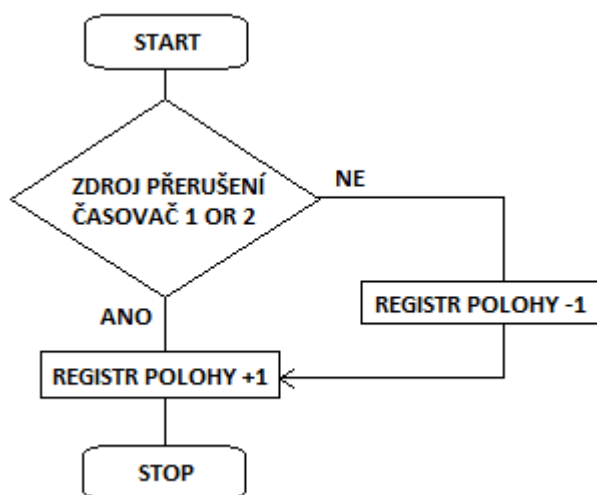 START
ZDROJ PŘERUŠENÍ
ČASOVAČ 1 OR 2
NE
ANO
REGISTR POLOHY -1
REGISTR POLOHY +1
STOP